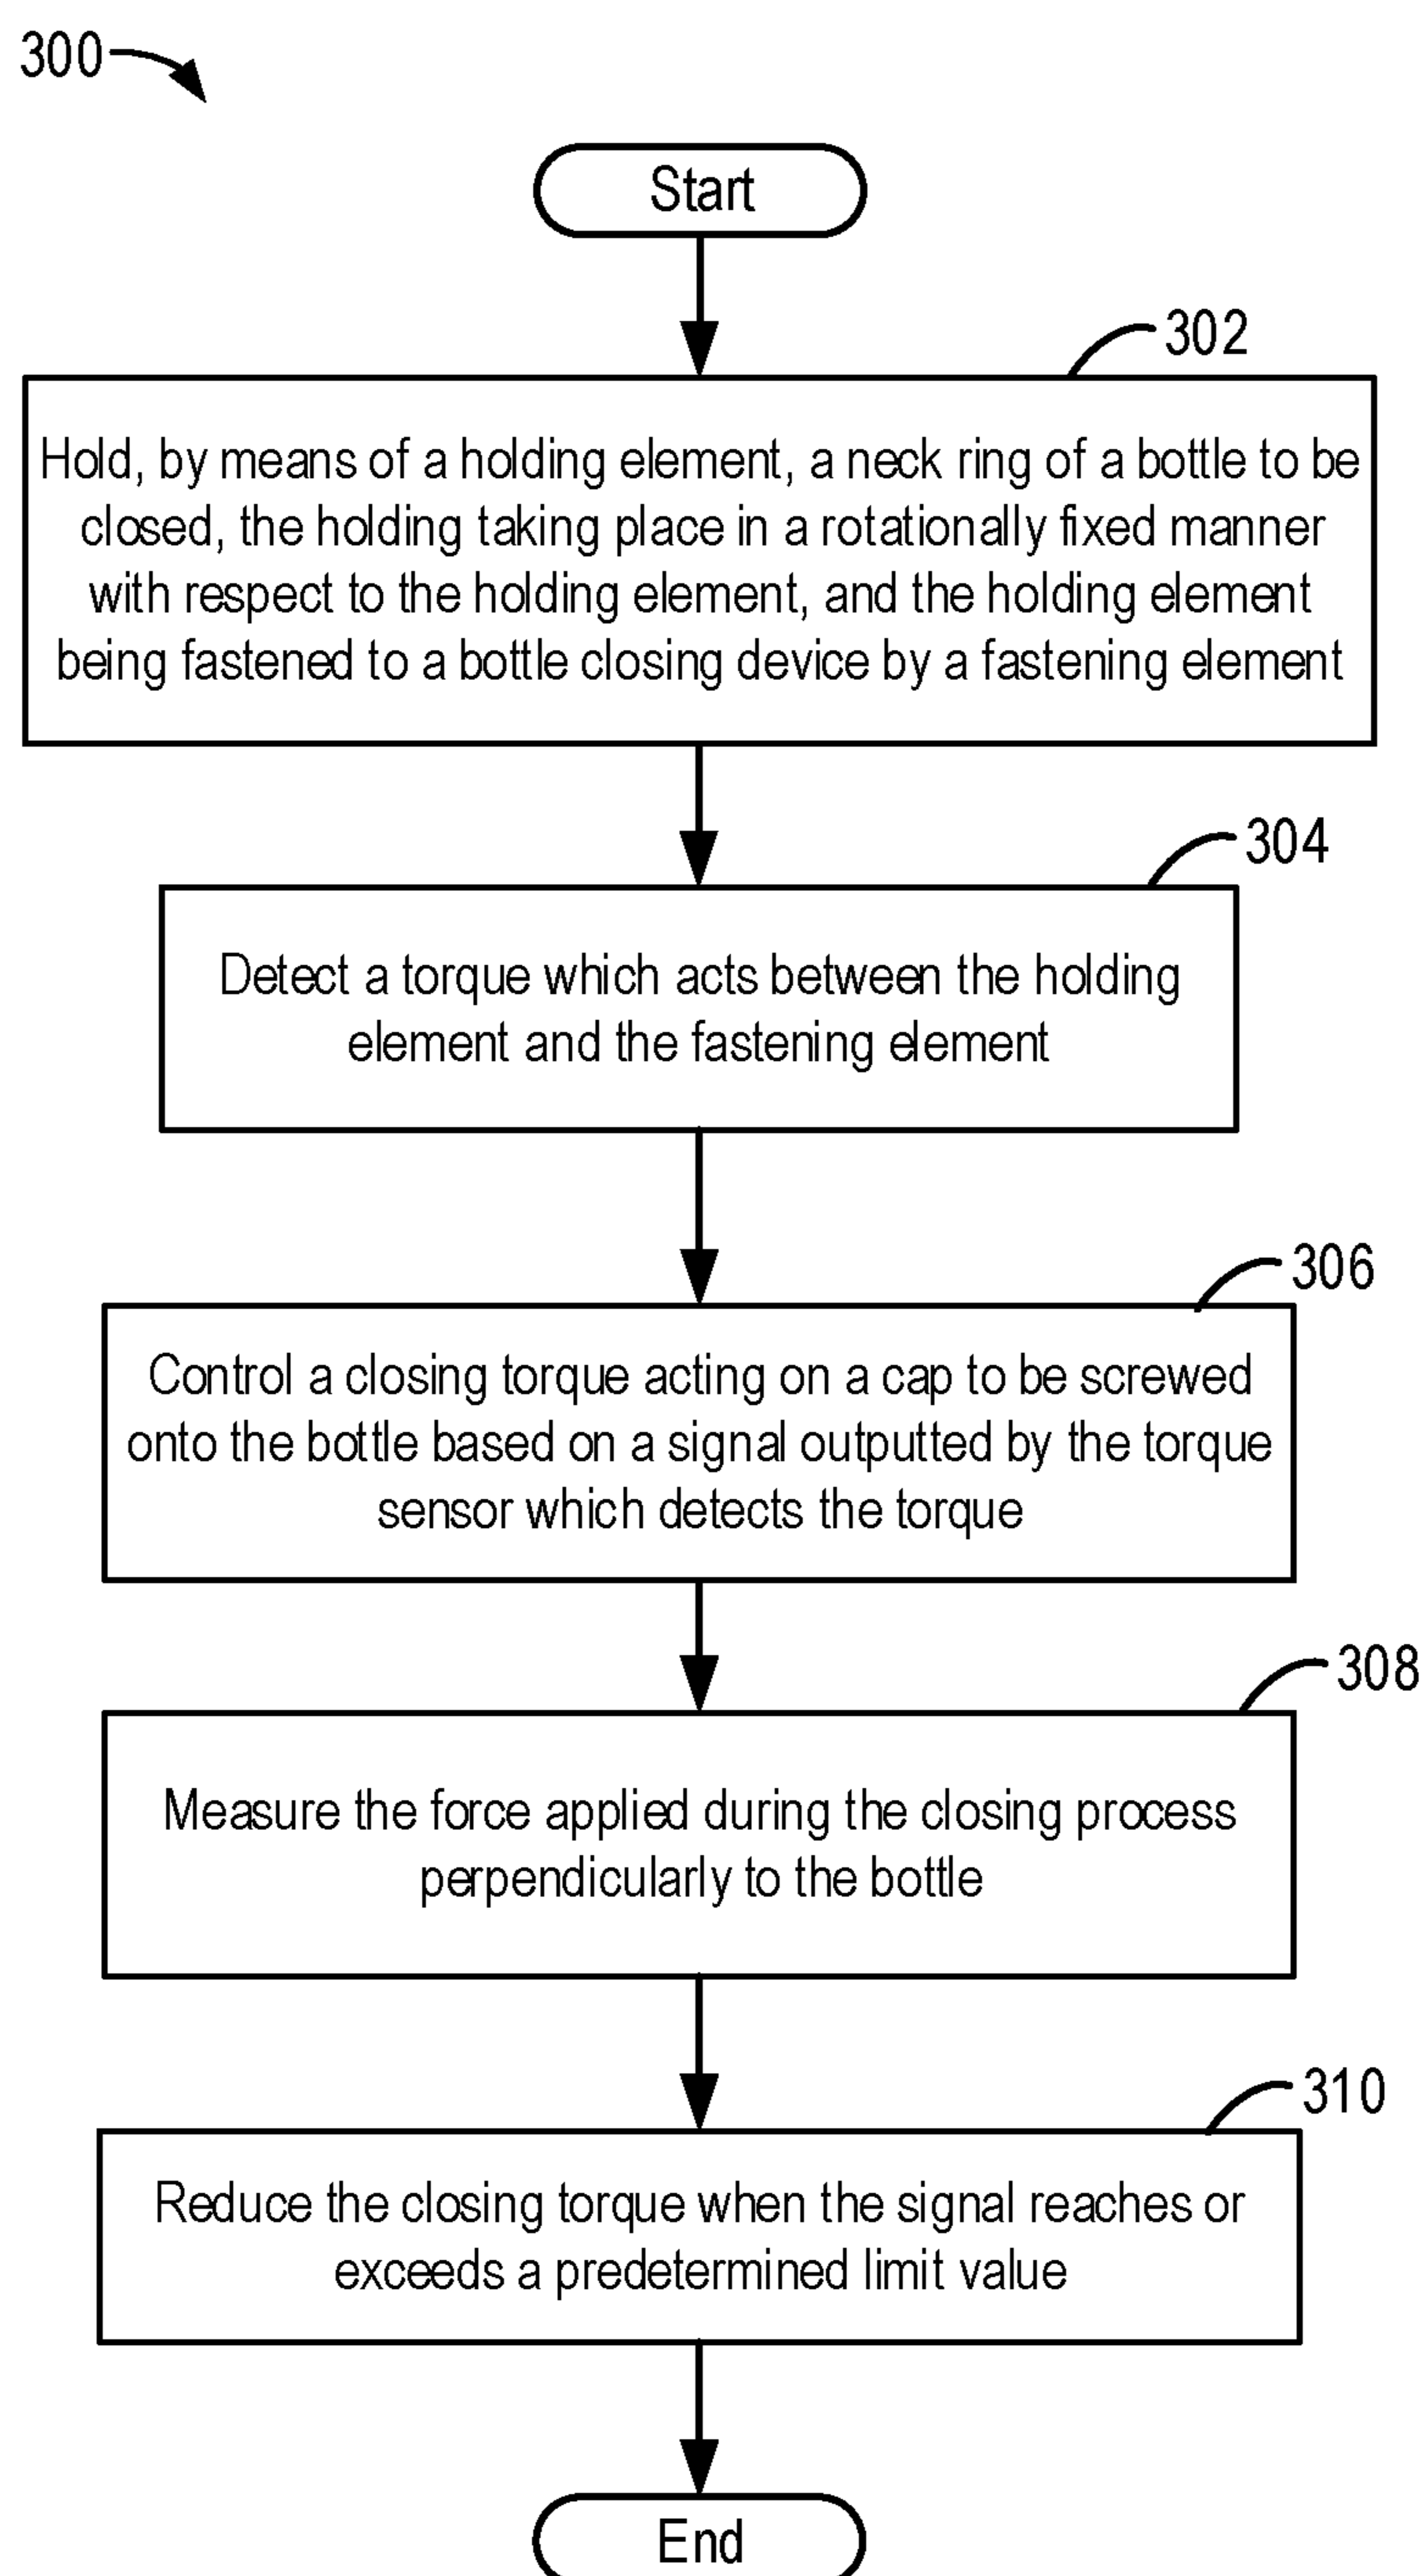 300
Start
302
Hold, by means of a holding element, a neck ring of a bottle to be
closed, the holding taking place in a rotationally fixed manner
with respect to the holding element, and the holding element
being fastened to a bottle closing device by a fastening element
304
Detect a torque which acts between the holding
element and the fastening element
306
Control a closing torque acting on a cap to be screwed
onto the bottle based on a signal outputted by the torque
sensor which detects the torque
308
Measure the force applied during the closing process
perpendicularly to the bottle
310
Reduce the closing torque when the signal reaches or
exceeds a predetermined limit value
End